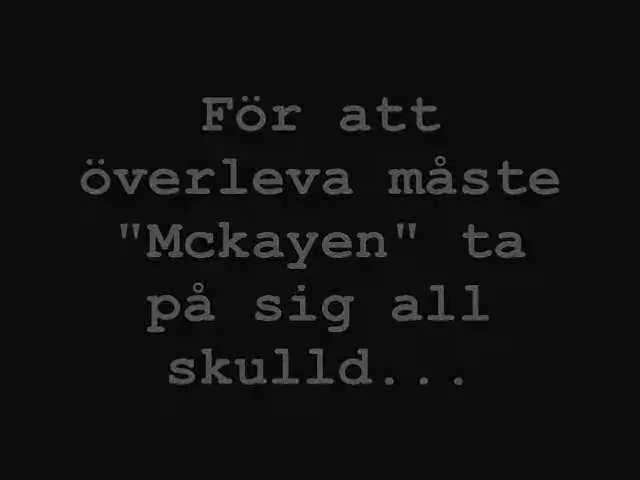 För att
överleva måste
"Mckayen" ta
på sig all
skulld...